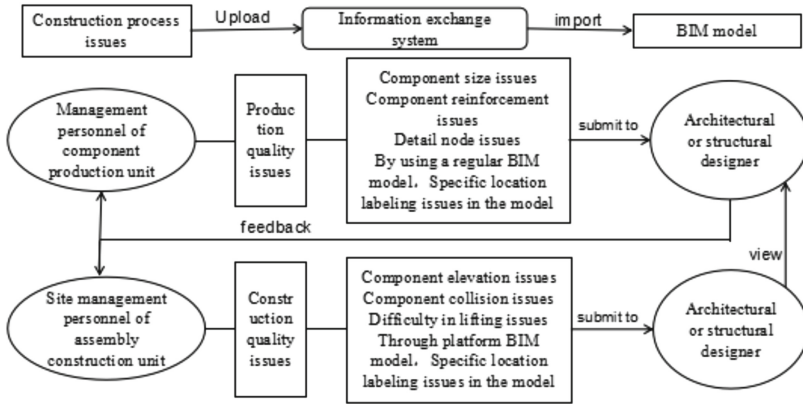 Construction process
issues
Upload
Information exchange
system
import
BIM model
Management
personnel of
component
production unit
Production
quality
issues
Component size issues
Component reinforcement
issues
Detail node issues
By using a regular BIM
model，Specific location
labeling issues in the model
submit to
Architectural
or structural
designer
feedback
view
Site management
personnel of
assembly
construction unit
Construction
quality
issues
Component elevation issues
Component collision issues
Difficulty in lifting issues
Through platform BIM
model，Specific location
labeling issues in the model
submit to
Architectural
or structural
designer